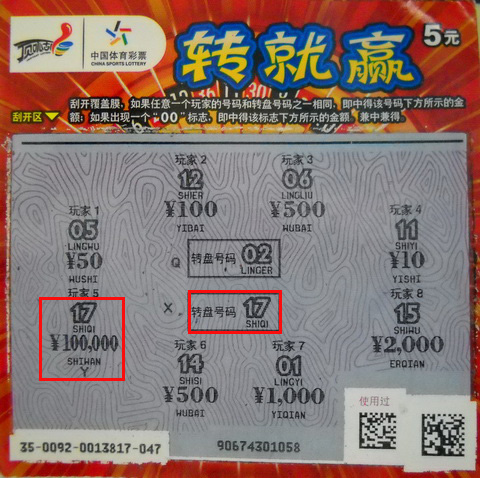 顶呱刮
中国体育彩票
CHINA SPORTS LOTTERY
转就赢
5元
刮开覆盖膜，如果任意一个玩家的号码和转盘号码之一相同，即中得该号码下方所示的金
刮开区
额；如果出现一个“00”标志，即中得该标志下方所示的金额。兼中兼得。
玩家1
05
LINGWU
¥50
WUSHI
玩家2
12
SHIER
¥100
YIBAI
玩家3
06
LINGLIU
¥500
WUBAI
玩家4
11
SHIYI
¥10
YISHI
Q
转盘号码 02
LINGER
玩家5
17
SHIQI
¥100,000
SHIWAN
Y
X
转盘号码 17
SHIQI
玩家8
15
SHIWU
¥2,000
ERQIAN
玩家6
14
SHISI
¥500
WUBAI
玩家7
01
LINGYI
¥1,000
YIQIAN
使用过
35-0092-0013817-047
90674301058